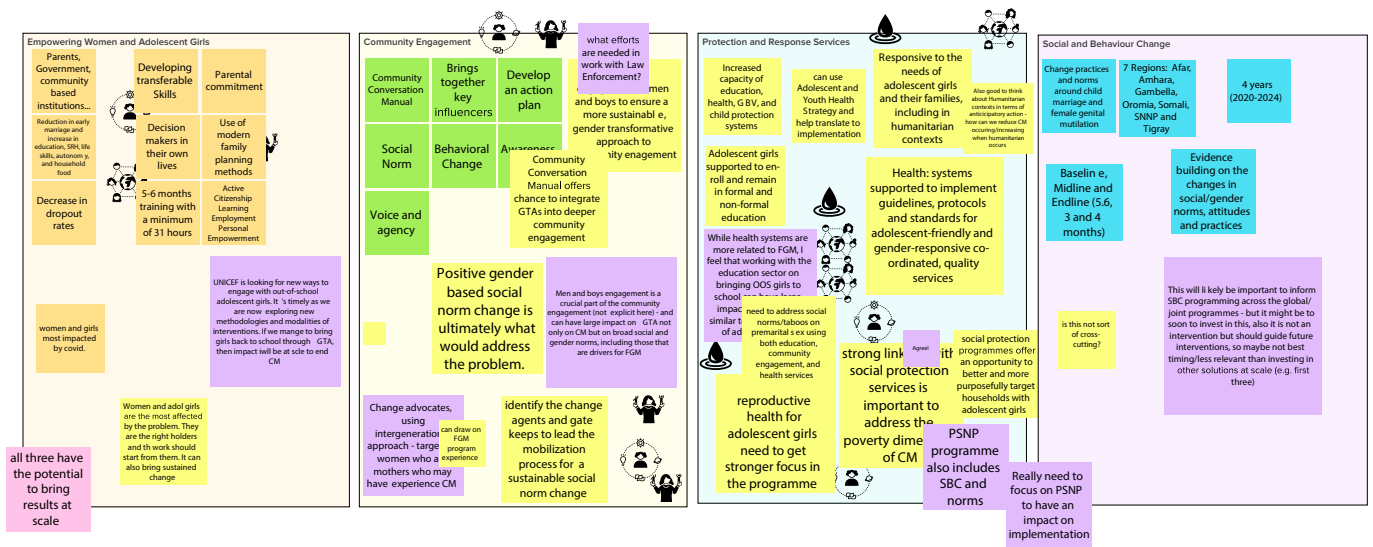 Empowering Women and Adolescent Girls
Parents,
Government,
community
based
institutions...
Developing
transferable
Skills
Parental
commitment
Reduction in early
marriage and increase
in education, SRH, life
skills, autonom y,
and household
food
Decision
makers in
their own
lives
Use of
modern
family
planning
methods
Decrease in
dropout
rates
5-6 months
training with
a minimum
of 31 hours
Active
Citizenship
Learning
Employment
Personal
Empowerment
UNICEF is looking for new ways to
engage with out-of-school
adolescent girls. It 's timely as we
are now exploring new
methodologies and modalities of
interventions. If we mange to bring
girls back to school through GTA,
then impact iwll be at scle to end
CM
women and girls
most impacted
by covid.
Women and adol girls
are the most affected
by the problem. They
are the right holders
and th work should
start from them. It can
also bring sustained
change
all three have
the potential
to bring
results at
scale
Community Engagement
what efforts
are needed in
work with Law
Enforcement?
Community
Conversation
Manual
Brings
together
key
influencers
Develop
an action
plan
men
and boys to ensure a
more sustainabl e,
gender transformative
approach to
enagement
Social
Norm
Behavioral
Change
Awareness
Community
Conversation
Manual offers
chance to integrate
GTAs into deeper
community
engagement
Voice and
agency
Positive gender
based social
norm change is
ultimately what
would address
the problem.
Men and boys engagement is a
crucial part of the community
engagement (not explicit here) - and
can have large impact on GTA not
only on CM but on broad social and
gender norms, including those that
are drivers for FGM
Change advocates,
using
approach -
women who
mothers who may
have experience CM
can draw on
FGM
program
experience
identify the change
agents and gate
keeps to lead the
mobilization
process for a
sustainable social
norm change
Protection and Response Services
Increased
capacity of
education,
health, G BV, and
child protection
systems
can use
Adolescent and
Youth Health
Strategy and
help translate to
implementation
Responsive to the
needs of
adolescent girls
and their families,
including in
humanitarian
contexts
Also good to think
about Humanitarian
contexts in terms of
anticipatory action -
how can we reduce CM
occuring/increasing
when humanitarian
occurs
Adolescent girls
supported to en-
roll and remain
in formal and
non-formal
education
Health: systems
supported to implement
guidelines, protocols
and standards for
adolescent-friendly and
gender-responsive co-
ordinated, quality
services
While health systems are
more related to FGM, I
feel that working with the
education sector on
bringing OOS girls to
school can have large
similar
need to address social
norms/taboos on
premarital s ex using
both education,
community
engagement, and
health services
Agree!
strong
social protection
services is
important to
address the
poverty
of CM
social protection
programmes offer
an opportunity to
better and more
purposefully target
households with
adolescent girls
reproductive
health for
adolescent girls
need to get
stronger focus in
the programme
PSNP
programme
also includes
SBC and
norms
Really need to
focus on PSNP
to have an
impact on
implementation
Social and Behaviour Change
Change practices
and norms
around child
marriage and
female genital
mutilation
7 Regions: Afar,
Amhara,
Gambella,
Oromia, Somali,
SNNP and
Tigray
4 years
(2020-2024)
Baselin e,
Midline and
Endline (5.6,
3 and 4
months)
Evidence
building on the
changes in
social/gender
norms, attitudes
and practices
is this not sort
of cross-
cutting?
This will li kely be important to inform
SBC programming across the global/
joint programmes - but it might be to
soon to invest in this, also it is not an
intervention but should guide future
interventions, so maybe not best
timing/less relevant than investing in
other solutions at scale (e.g. first
three)